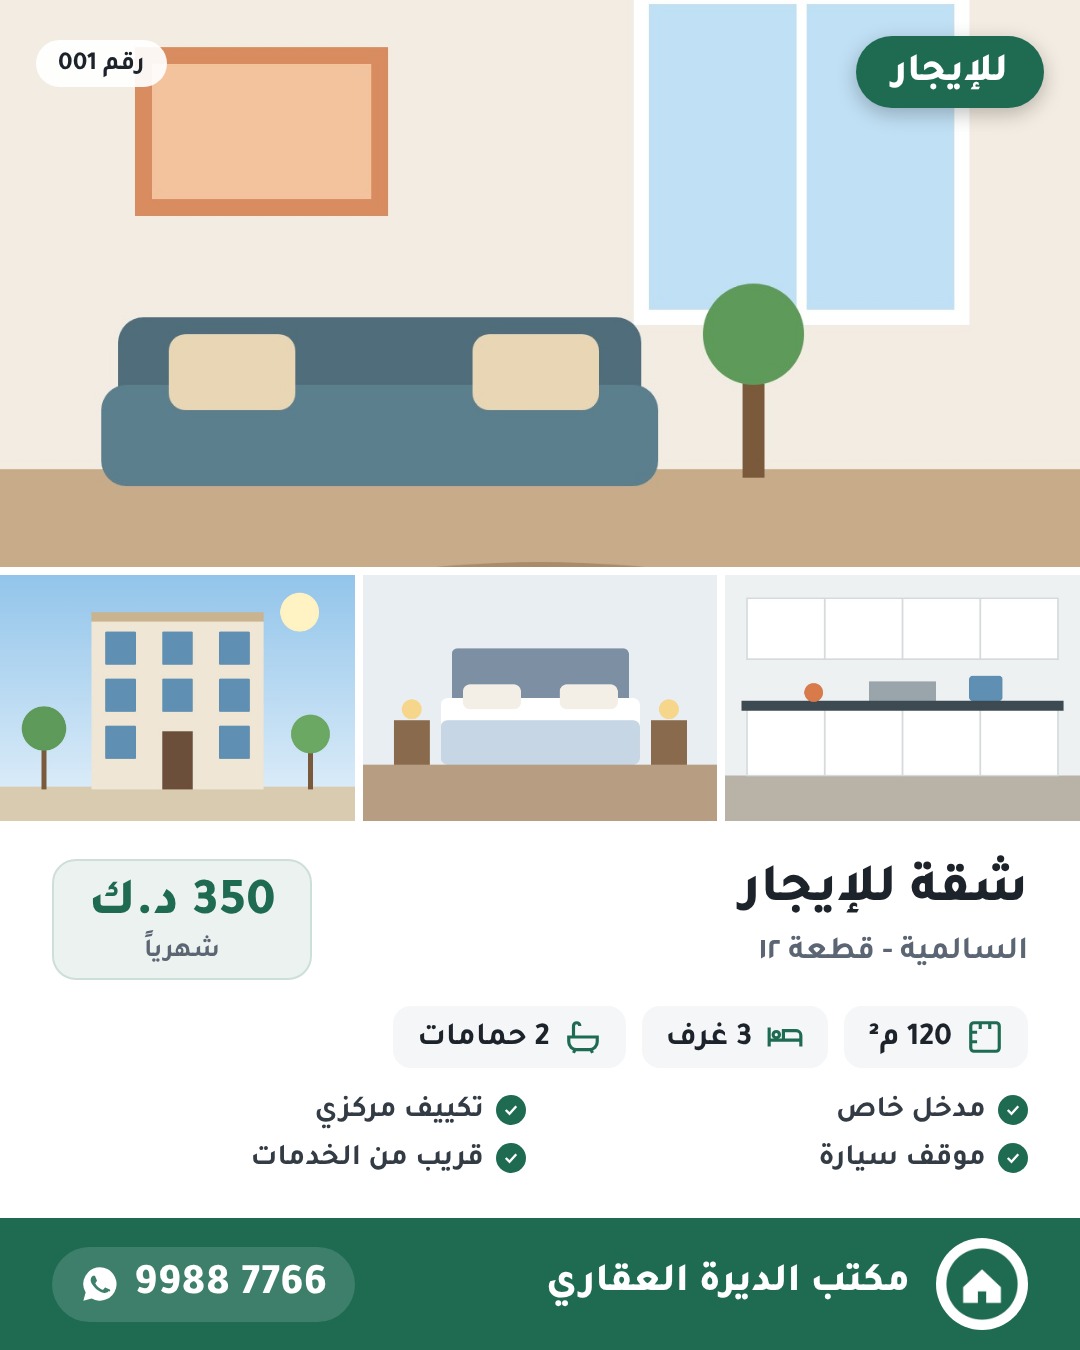 للإيجار
رقم 001
شقة للإيجار
السالمية - قطعة ١٢
350 د.ك
شهرياً
120 م²
3 غرف
2 حمامات
مدخل خاص
تكييف مركزي
موقف سيارة
قريب من الخدمات
مكتب الديرة العقاري
9988 7766